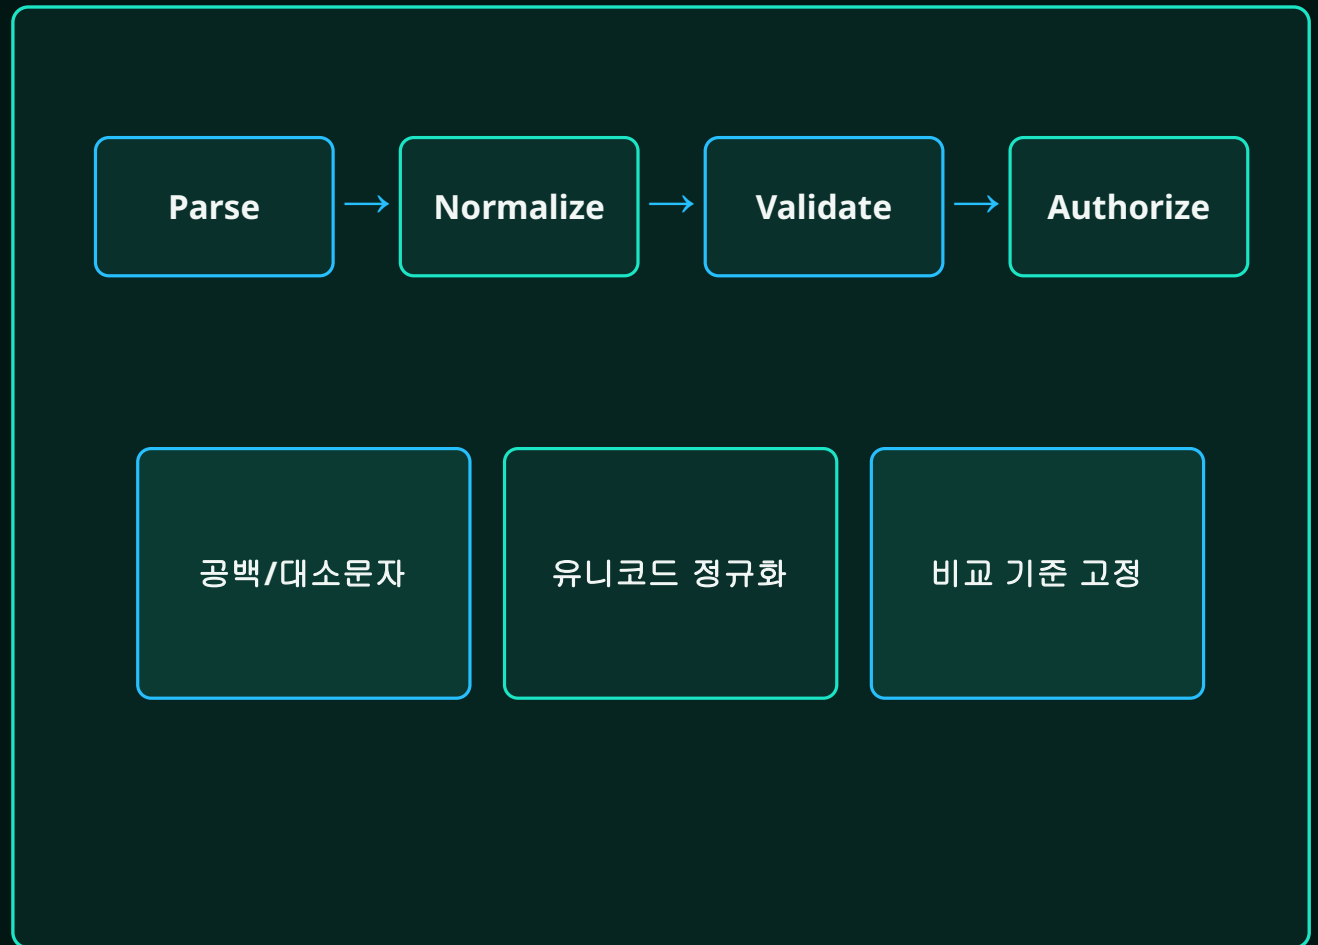 Parse → Normalize → Validate → Authorize
공백/대소문자 유니코드 정규화 비교 기준 고정